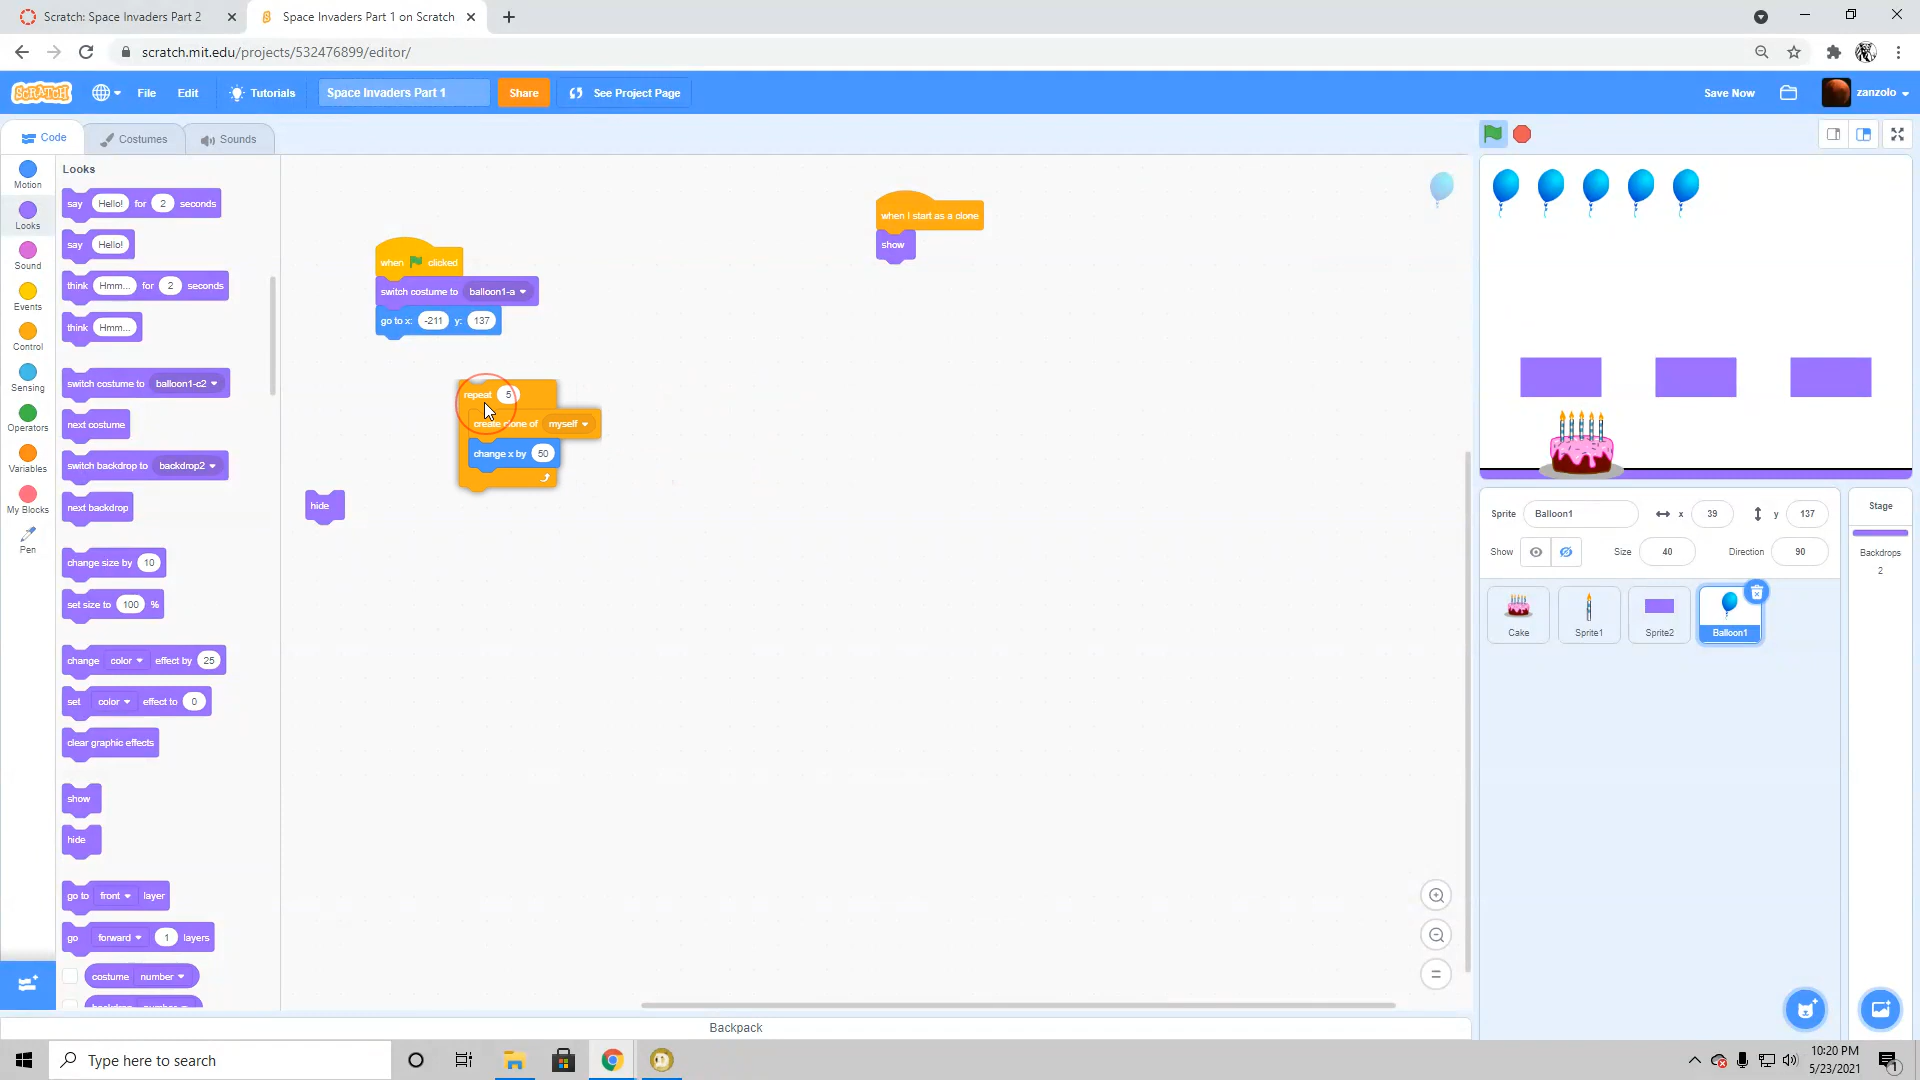 Scratch: Space Invaders Part 2
Space Invaders Part 1 on Scratch
scratch.mit.edu/projects/532476899/editor/
SCRATCH
File
Edit
Tutorials
Space Invaders Part 1
Share
See Project Page
Save Now
zanzolo
Code
Costumes
Sounds
Motion
Looks
Sound
Events
Control
Sensing
Operators
Variables
My Blocks
Pen
Looks
say Hello! for 2 seconds
say Hello!
think Hmm... for 2 seconds
think Hmm...
switch costume to balloon1-c2
next costume
switch backdrop to backdrop2
next backdrop
change size by 10
set size to 100 %
change color effect by 25
set color effect to 0
clear graphic effects
show
hide
go to front layer
go forward 1 layers
costume number
when clicked
switch costume to balloon1-a
go to x: -211 y: 137
repeat 5
create clone of myself
change x by 50
hide
when I start as a clone
show
Sprite Balloon1 x 39 y 137
Show Size 40 Direction 90
Cake
Sprite1
Sprite2
Balloon1
Stage
Backdrops
2
Backpack
Type here to search
10:20 PM
5/23/2021
1